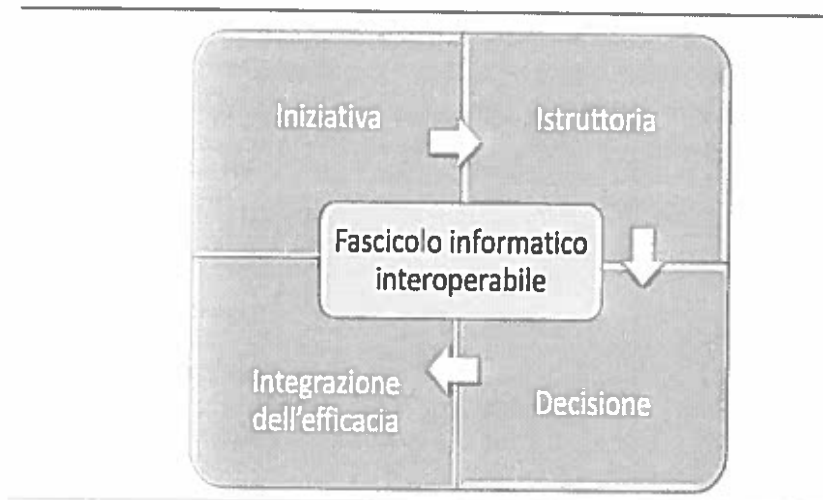 Iniziativa
Istruttoria
Fascicolo informatico
interoperabile
Integrazione
dell'efficacia
Decisione